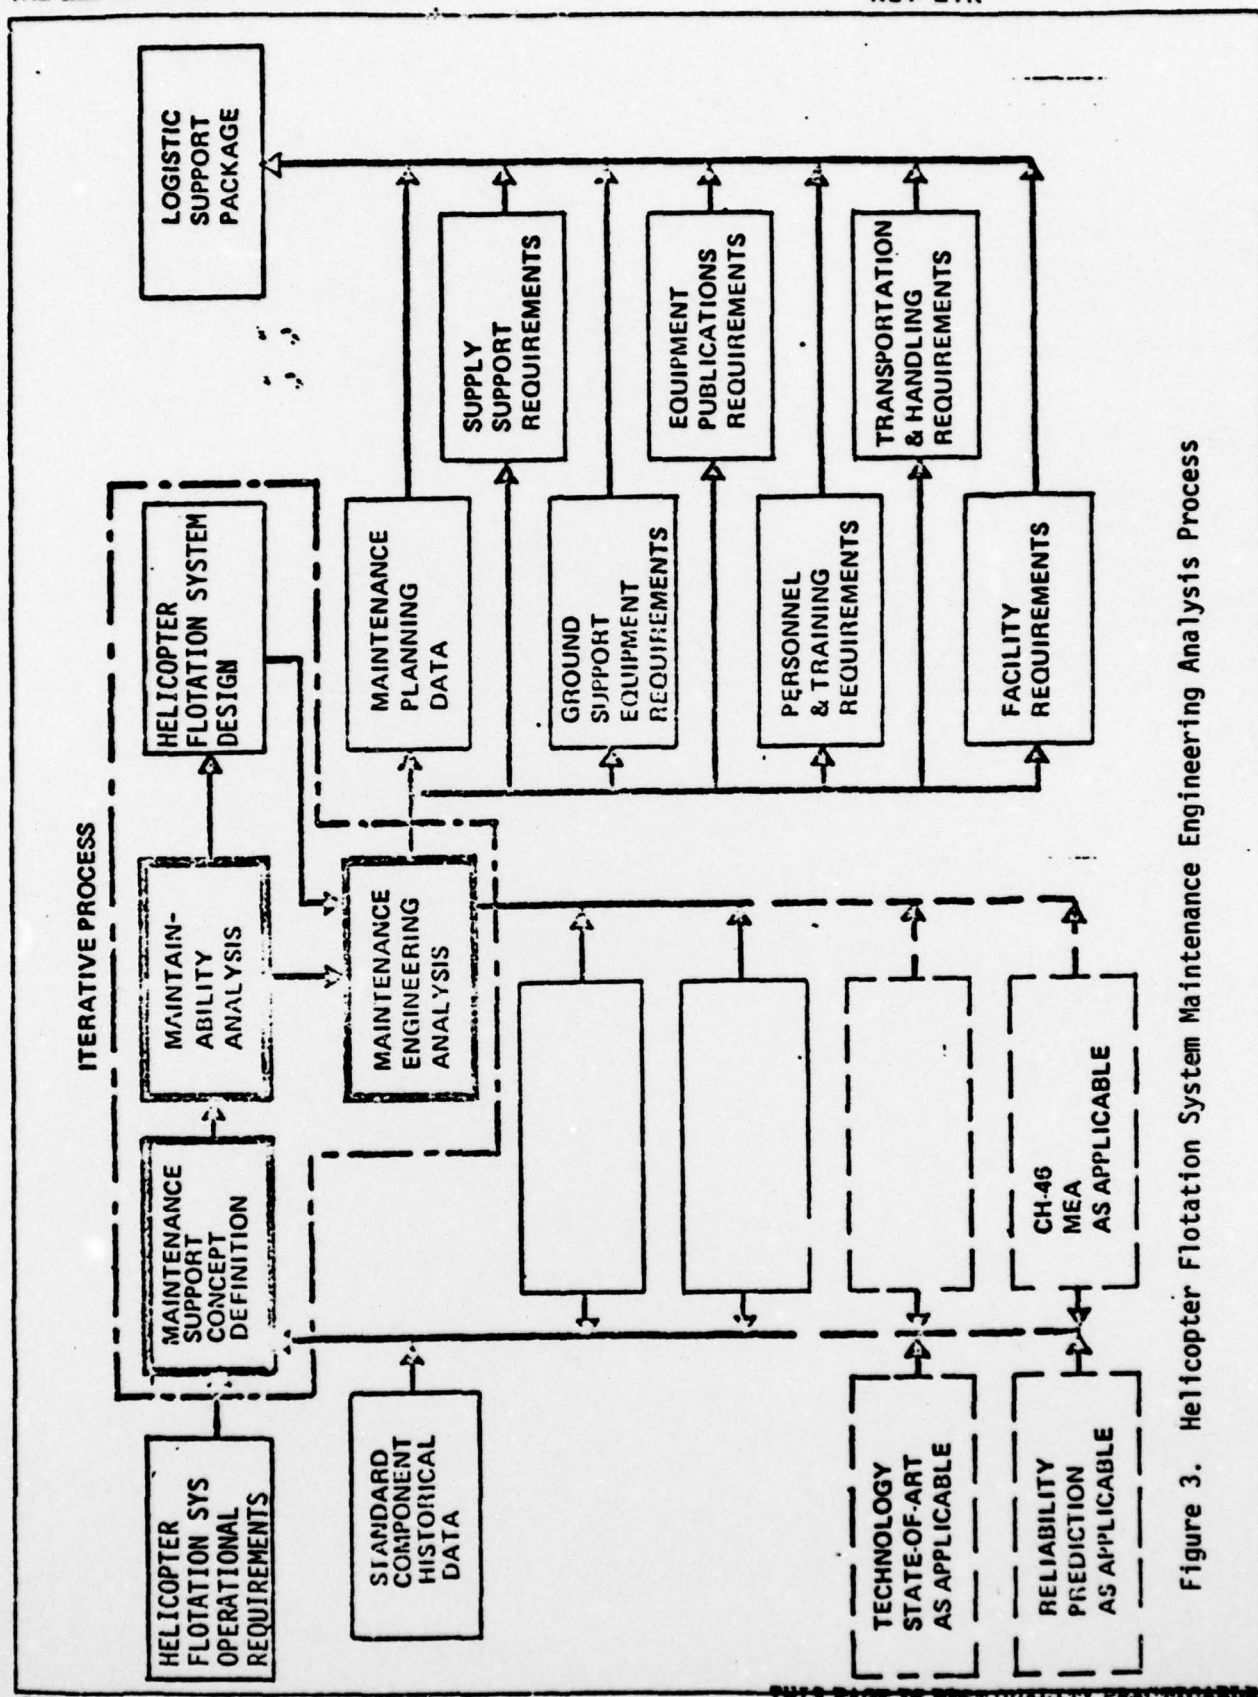 ITERATIVE PROCESS
HELICOPTER
FLOTATION SYS
OPERATIONAL
REQUIREMENTS
MAINTENANCE
SUPPORT
CONCEPT
DEFINITION
MAINTAIN-
ABILITY
ANALYSIS
HELICOPTER
FLOTATION SYSTEM
DESIGN
LOGISTIC
SUPPORT
PACKAGE
STANDARD
COMPONENT
HISTORICAL
DATA
MAINTENANCE
ENGINEERING
ANALYSIS
MAINTENANCE
PLANNING
DATA
SUPPLY
SUPPORT
REQUIREMENTS
GROUND
SUPPORT
EQUIPMENT
REQUIREMENTS
EQUIPMENT
PUBLICATIONS
REQUIREMENTS
PERSONNEL
& TRAINING
REQUIREMENTS
TECHNOLOGY
STATE-OF-ART
AS APPLICABLE
TRANSPORTATION
& HANDLING
REQUIREMENTS
RELIABILITY
PREDICTION
AS APPLICABLE
CH-46
MEA
AS APPLICABLE
FACILITY
REQUIREMENTS
Figure 3. Helicopter Flotation System Maintenance Engineering Analysis Process